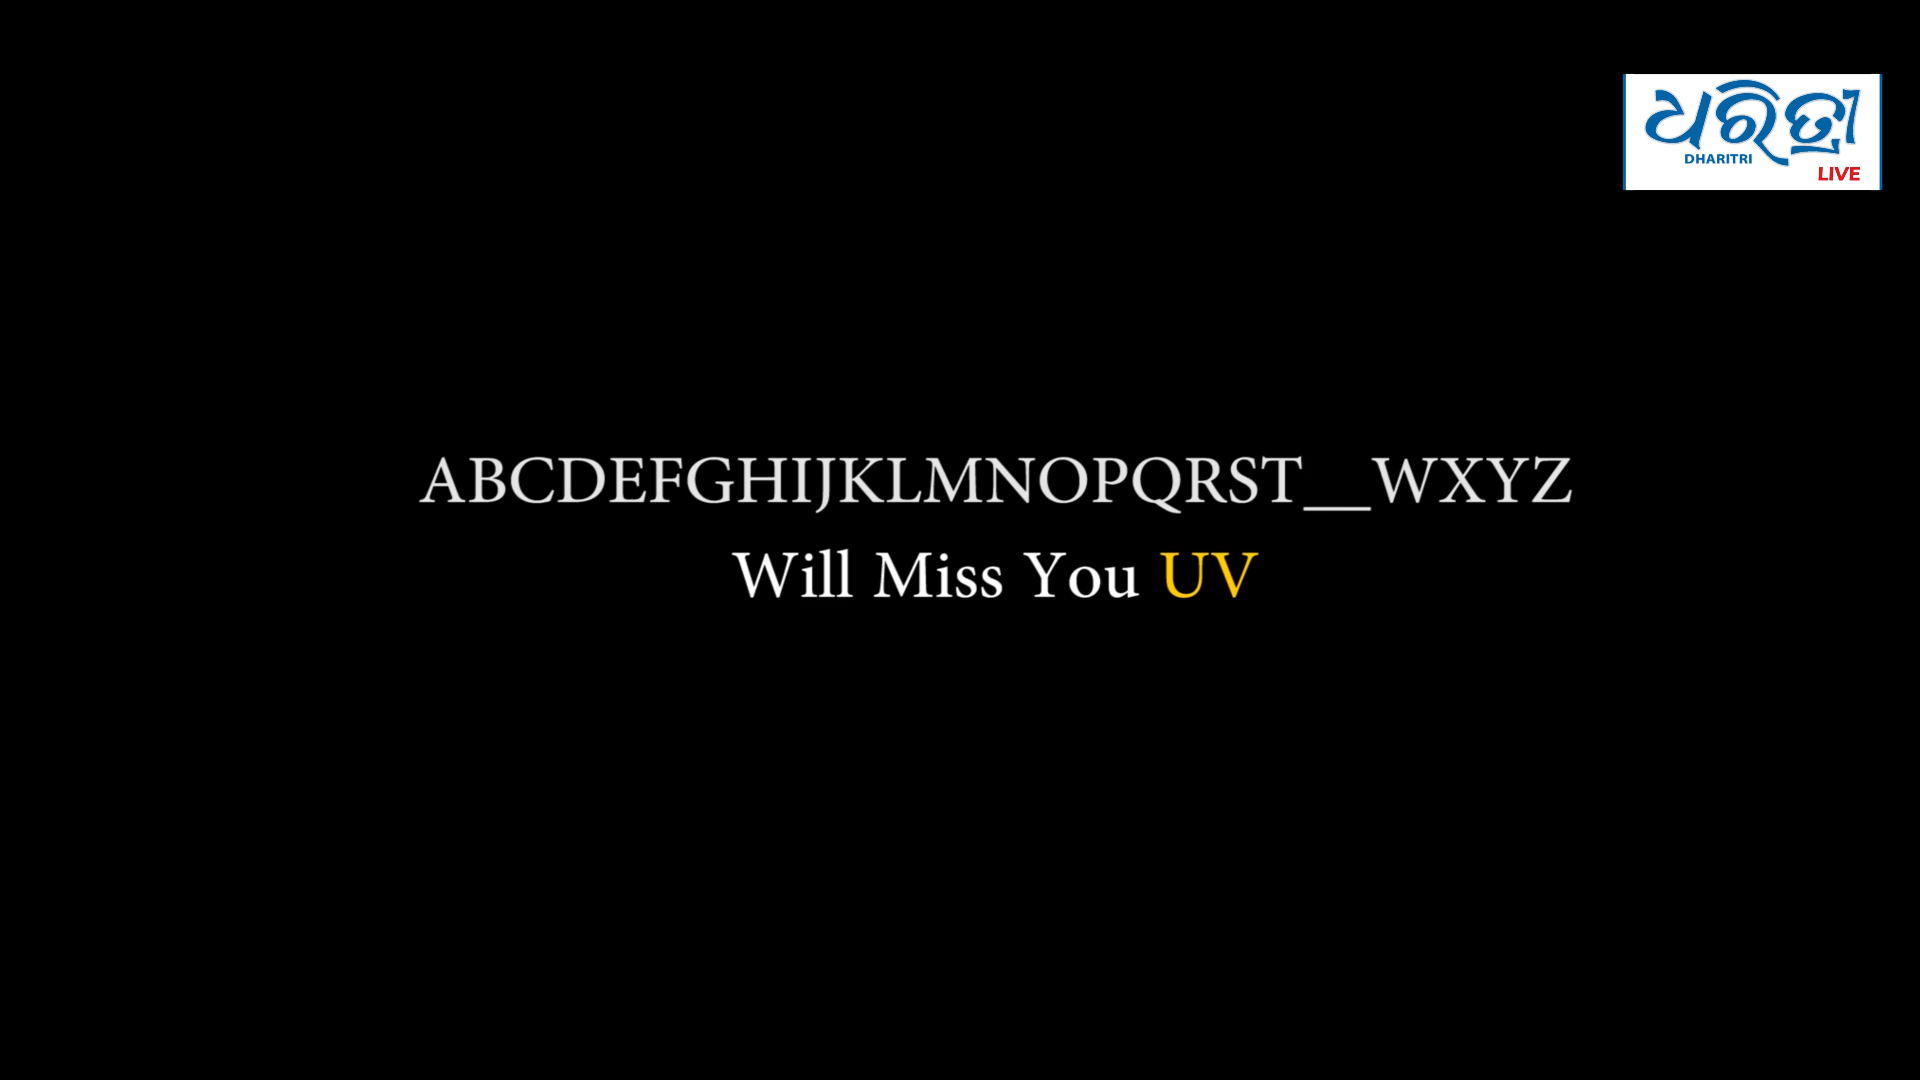 ଧରିତ୍ରୀ
DHARITRI
LIVE
ABCDEFGHIJKLMNOPQRST__WXYZ
Will Miss You UV